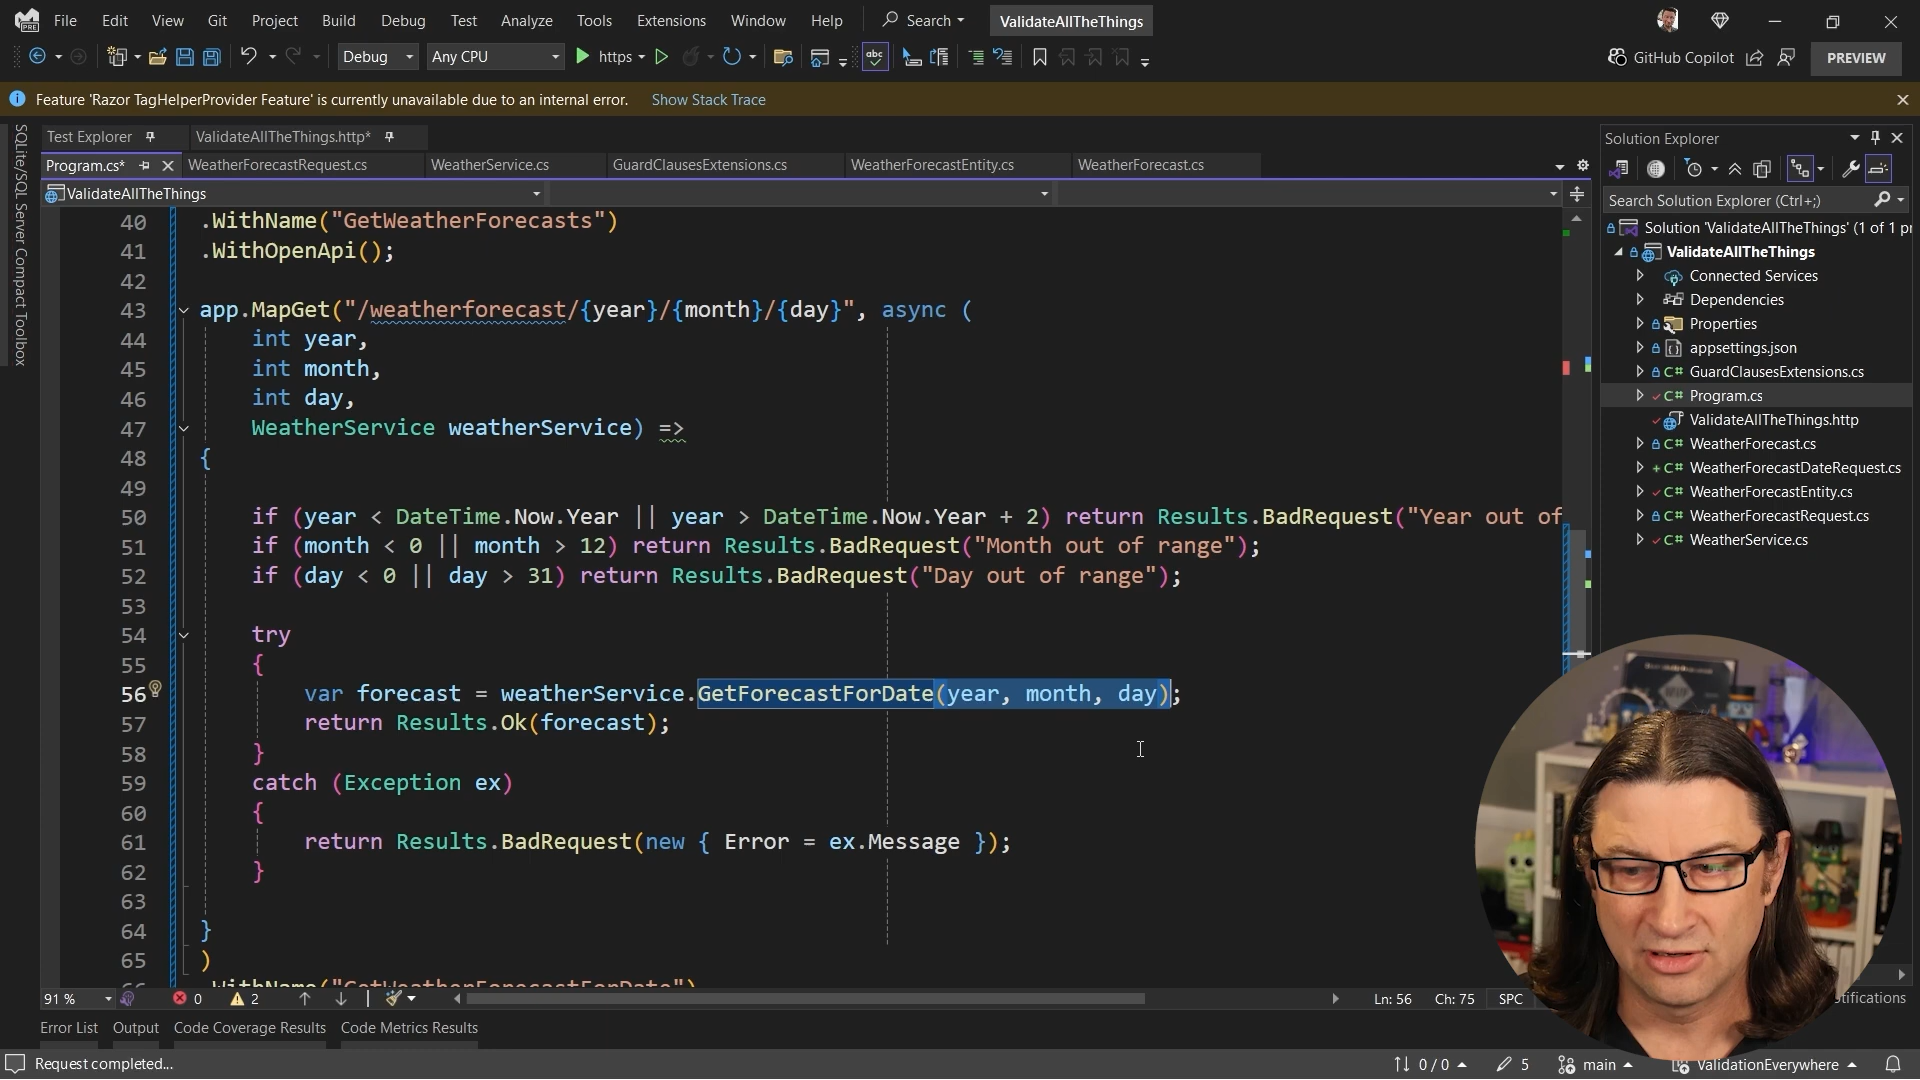 File Edit View Git Project Build Debug Test Analyze Tools Extensions Window Help Search ValidateAllTheThings
PRE
Debug Any CPU https abc GitHub Copilot PREVIEW
Feature 'Razor TagHelperProvider Feature' is currently unavailable due to an internal error. Show Stack Trace
SQLite/SQL Server Compact Toolbox
Test Explorer ValidateAllTheThings.http*
Program.cs* WeatherForecastRequest.cs WeatherService.cs GuardClausesExtensions.cs WeatherForecastEntity.cs WeatherForecast.cs
ValidateAllTheThings
40 .WithName("GetWeatherForecasts")
41 .WithOpenApi();
42
43 app.MapGet("/weatherforecast/{year}/{month}/{day}", async (
44 int year,
45 int month,
46 int day,
47 WeatherService weatherService) =>
48 {
49
50 if (year < DateTime.Now.Year || year > DateTime.Now.Year + 2) return Results.BadRequest("Year out of
51 if (month < 0 || month > 12) return Results.BadRequest("Month out of range");
52 if (day < 0 || day > 31) return Results.BadRequest("Day out of range");
53
54 try
55 {
56 var forecast = weatherService.GetForecastForDate(year, month, day);
57 return Results.Ok(forecast);
58 }
59 catch (Exception ex)
60 {
61 return Results.BadRequest(new { Error = ex.Message });
62 }
63
64 }
65 )
66 .WithName("GetWeatherForecastForDate")
91 % 0 2 Ln: 56 Ch: 75 SPC
Error List Output Code Coverage Results Code Metrics Results
Request completed... 0 / 0 5 main ValidationEverywhere
Solution Explorer
Search Solution Explorer (Ctrl+;)
Solution 'ValidateAllTheThings' (1 of 1 pr
ValidateAllTheThings
Connected Services
Dependencies
Properties
appsettings.json
C# GuardClausesExtensions.cs
C# Program.cs
ValidateAllTheThings.http
C# WeatherForecast.cs
C# WeatherForecastDateRequest.cs
C# WeatherForecastEntity.cs
C# WeatherForecastRequest.cs
C# WeatherService.cs